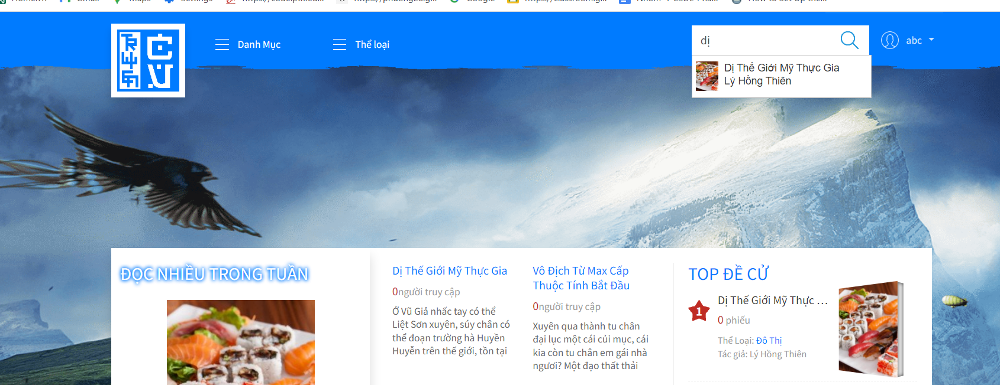 Danh Mục
Thể loại
dị
abc
Dị Thế Giới Mỹ Thực Gia
Lý Hồng Thiên
ĐỌC NHIỀU TRONG TUẦN
Dị Thế Giới Mỹ Thực Gia
0người truy cập
Ở Vũ Giả nhấc tay có thể
Liệt Sơn xuyên, súy chân có
thể đoạn trường hà Huyền
Huyễn trên thế giới, tồn tại
Vô Địch Từ Max Cấp
Thuộc Tính Bắt Đầu
0người truy cập
Xuyên qua thành tu chân
đại lục một cái củi mục, cái
kia còn tu chân em gái nhà
ngươi? Một đạo thất thải
TOP ĐỀ CỬ
1
Dị Thế Giới Mỹ Thực ...
0 phiếu
Thể Loại: Đô Thị
Tác giả: Lý Hồng Thiên